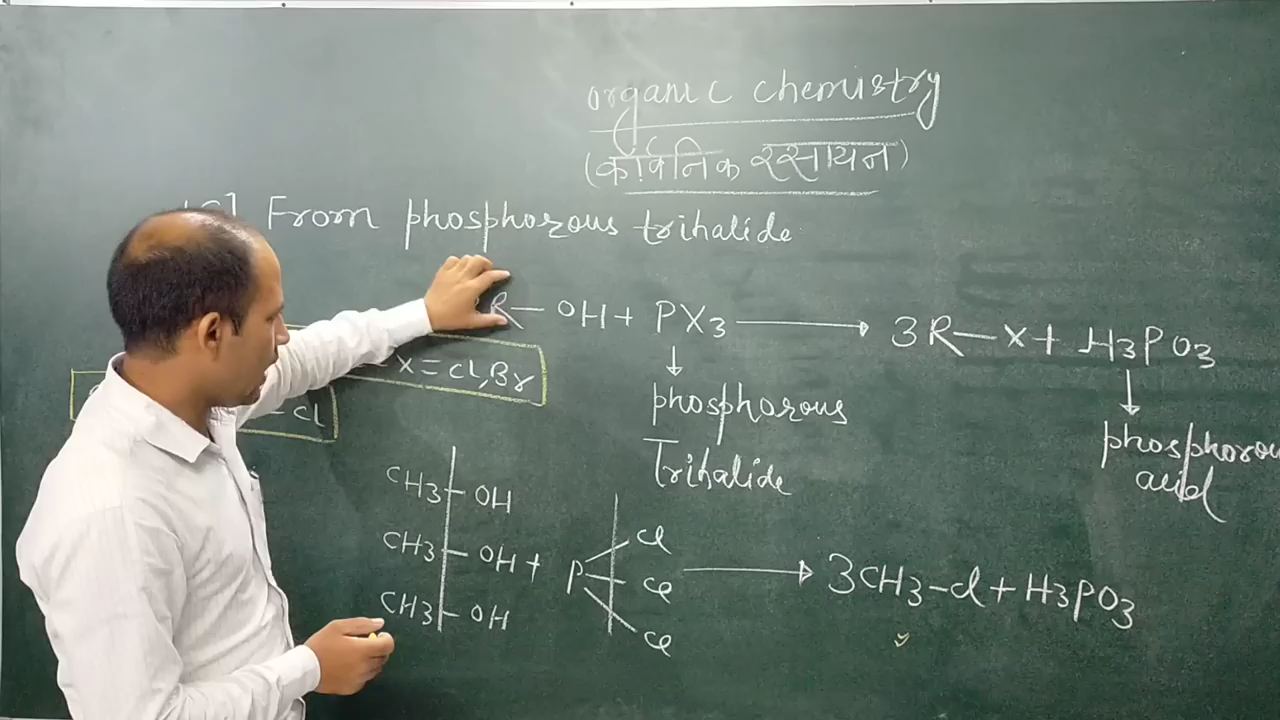 organic chemistry
(कार्बनिक रसायन)
From phosphorous trihalide
R—OH + PX3 → 3R—X + H3PO3
X = Cl, Br
Cl
phosphorous
Trihalide
acid
CH3 OH
CH3 OH + P Cl Cl Cl → 3CH3-Cl + H3PO3
CH3 OH